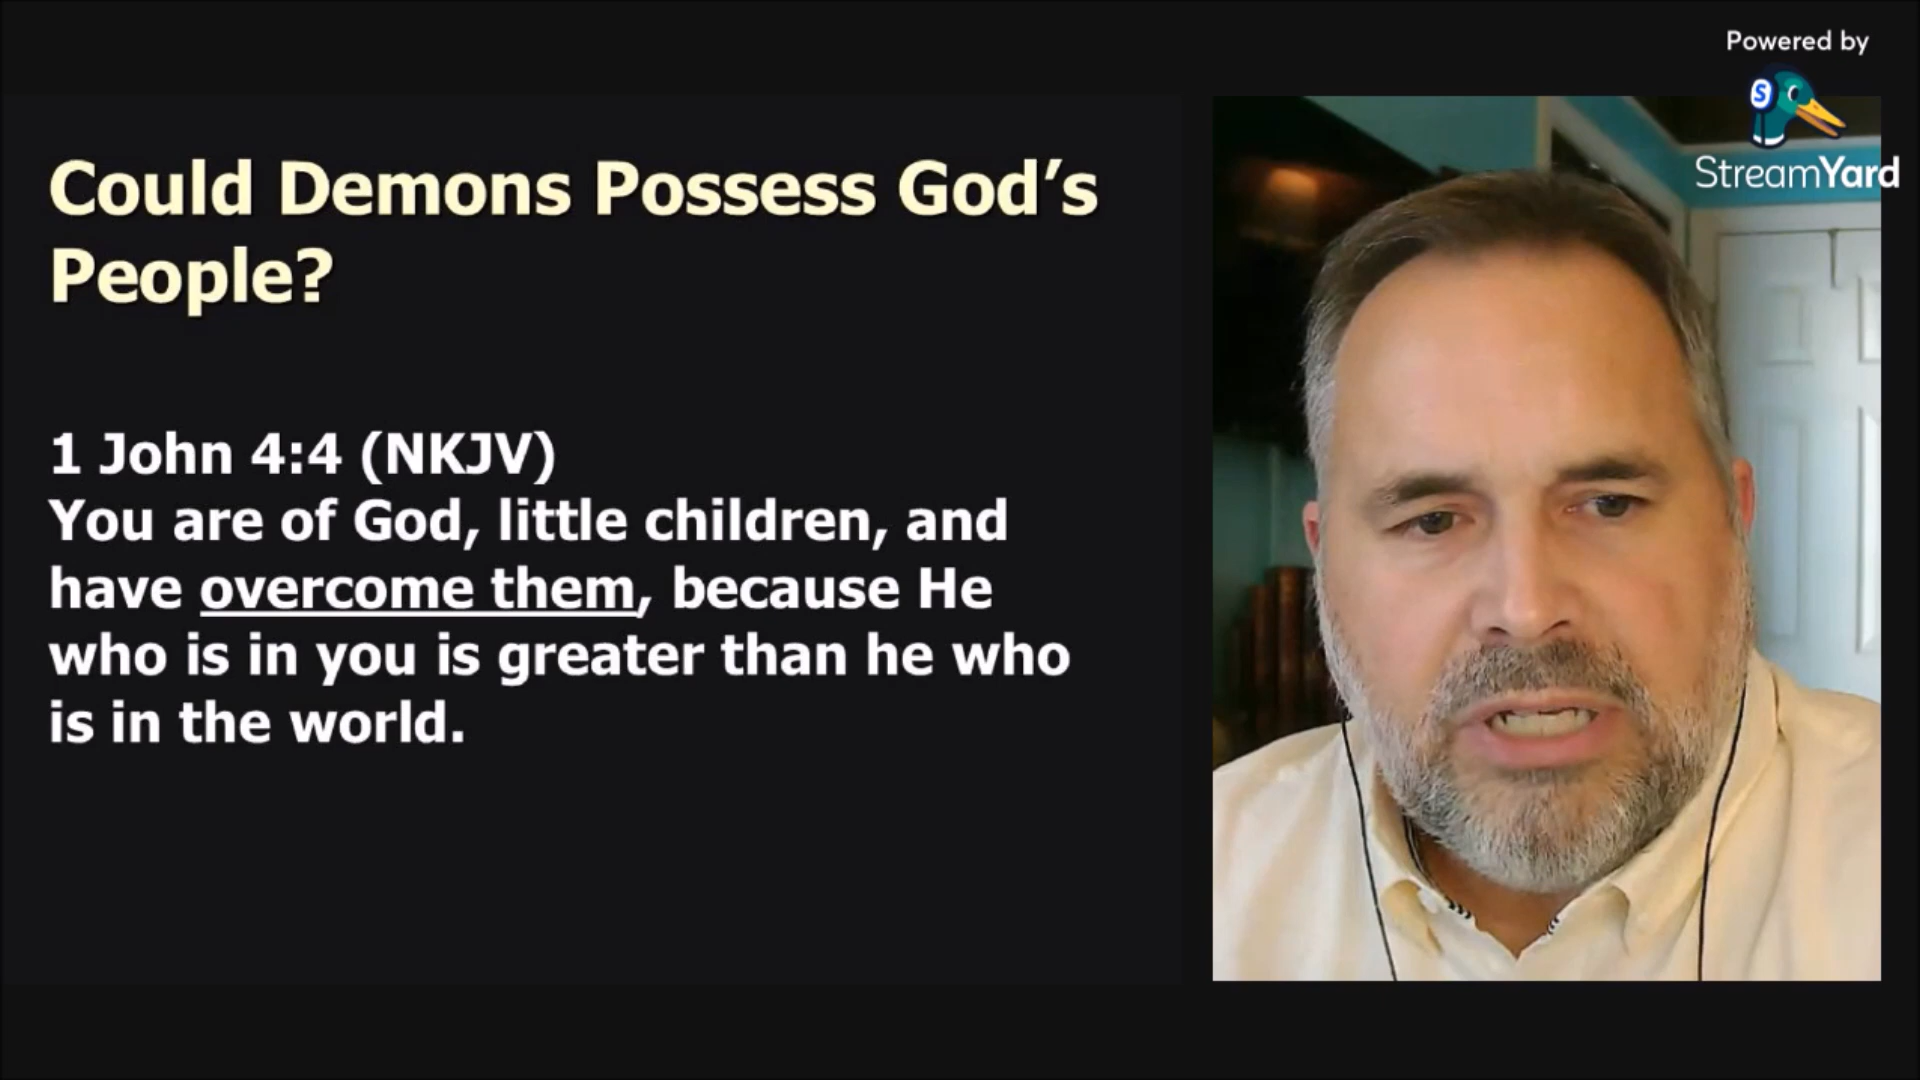 Powered by
S
StreamYard
Could Demons Possess God’s
People?
1 John 4:4 (NKJV)
You are of God, little children, and
have overcome them, because He
who is in you is greater than he who
is in the world.